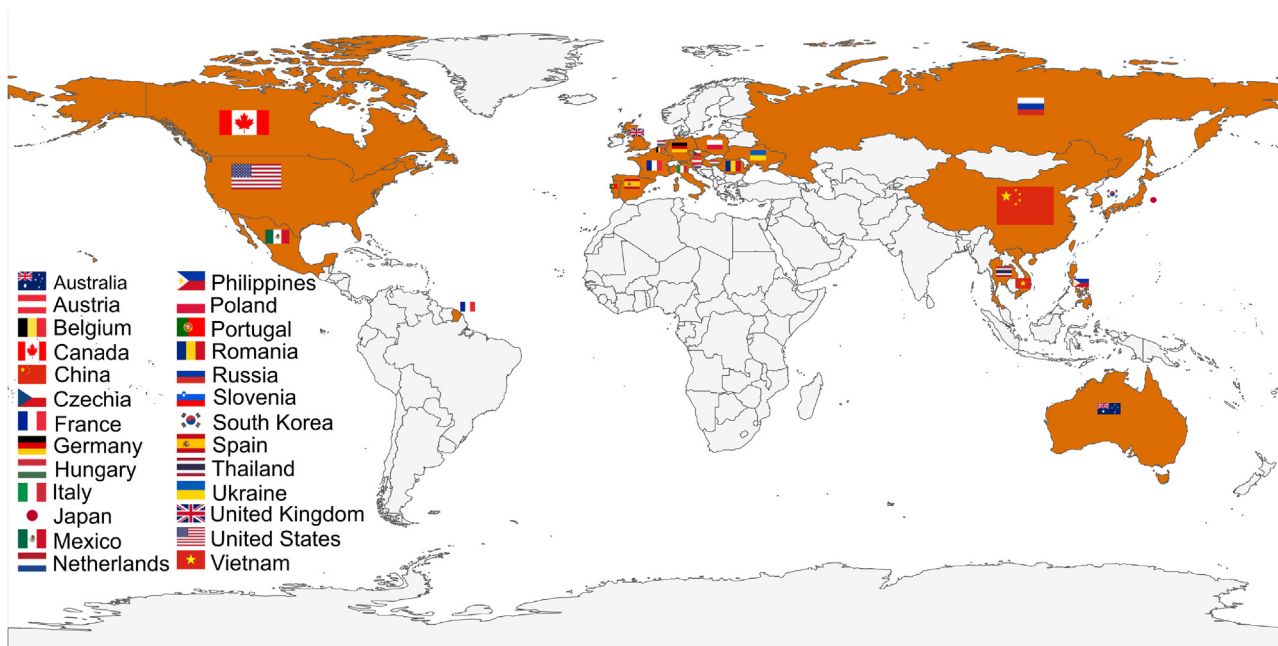 Australia
Austria
Belgium
Canada
China
Czechia
France
Germany
Hungary
Italy
Japan
Mexico
Netherlands
Philippines
Poland
Portugal
Romania
Russia
Slovenia
South Korea
Spain
Thailand
Ukraine
United Kingdom
United States
Vietnam